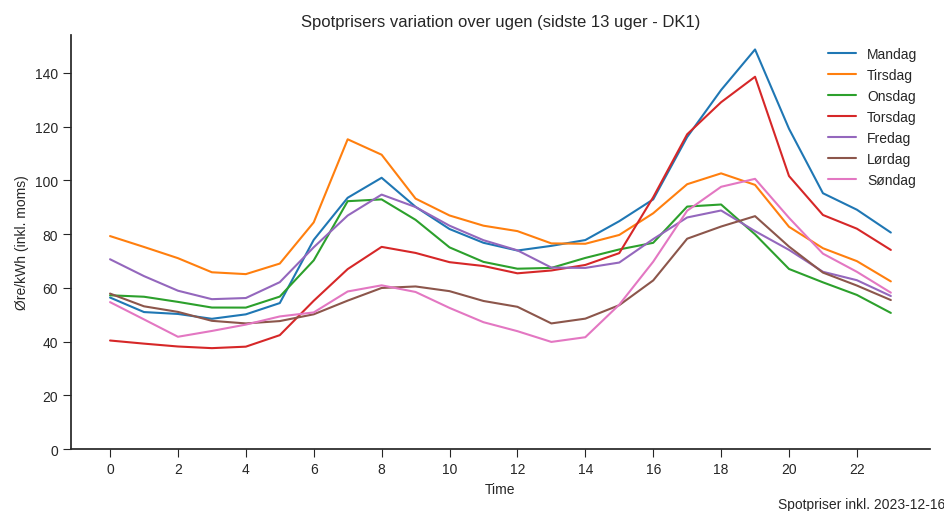 Spotprisers variation over ugen (sidste 13 uger - DK1)
Øre/kWh (inkl. moms)
140
120
100
80
60
40
20
0
0 2 4 6 8 10 12 14 16 18 20 22
Time
Mandag
Tirsdag
Onsdag
Torsdag
Fredag
Lørdag
Søndag
Spotpriser inkl. 2023-12-16